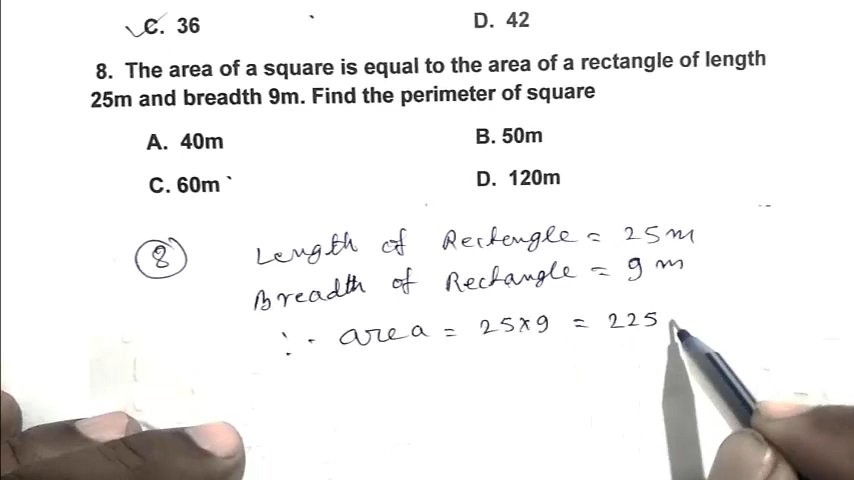 C. 36 D. 42
8. The area of a square is equal to the area of a rectangle of length
25m and breadth 9m. Find the perimeter of square
A. 40m B. 50m
C. 60m D. 120m
8 Length of Rectengle = 25m
Breadth of Rectangle = 9 m
∴ area = 25×9 = 225